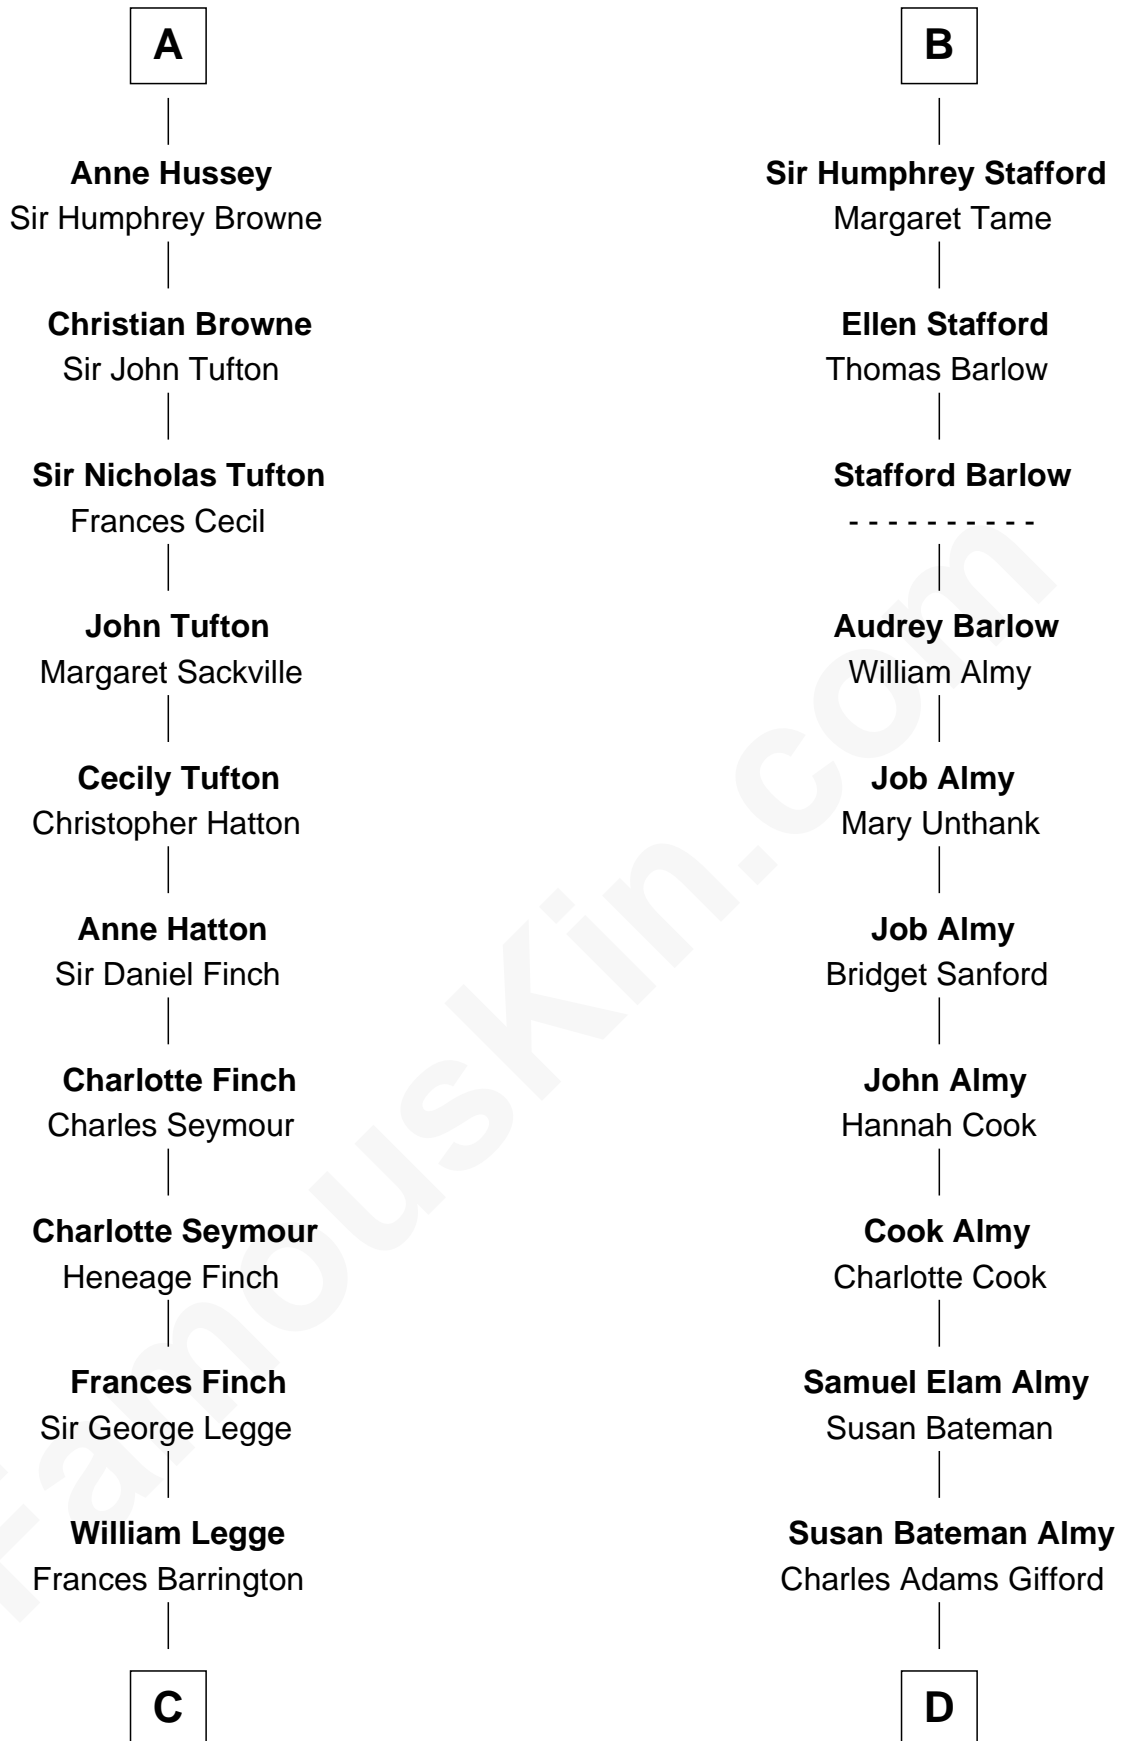 A
Anne Hussey
Sir Humphrey Browne
Christian Browne
Sir John Tufton
Sir Nicholas Tufton
Frances Cecil
John Tufton
Margaret Sackville
Cecily Tufton
Christopher Hatton
Anne Hatton
Sir Daniel Finch
Charlotte Finch
Charles Seymour
Charlotte Seymour
Heneage Finch
Frances Finch
Sir George Legge
William Legge
Frances Barrington
C
B
Sir Humphrey Stafford
Margaret Tame
Ellen Stafford
Thomas Barlow
Stafford Barlow
- - - - - - - - - -
Audrey Barlow
William Almy
Job Almy
Mary Unthank
Job Almy
Bridget Sanford
John Almy
Hannah Cook
Cook Almy
Charlotte Cook
Samuel Elam Almy
Susan Bateman
Susan Bateman Almy
Charles Adams Gifford
D
FamousKin.com